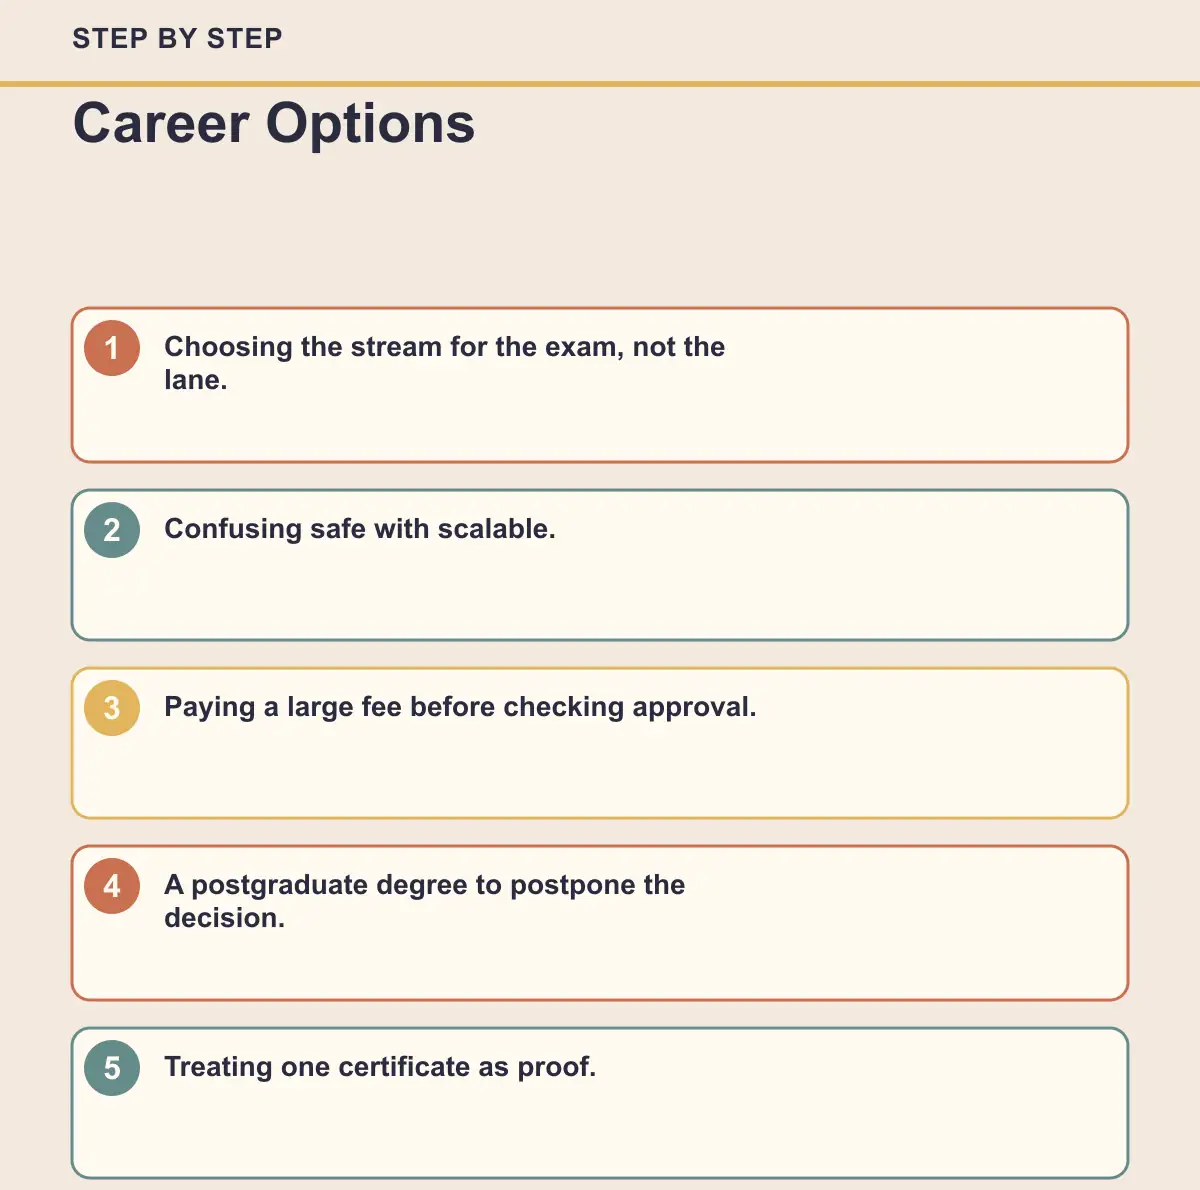 STEP BY STEP
Career Options
1
Choosing the stream for the exam, not the
lane.
2
Confusing safe with scalable.
3
Paying a large fee before checking approval.
4
A postgraduate degree to postpone the
decision.
5
Treating one certificate as proof.